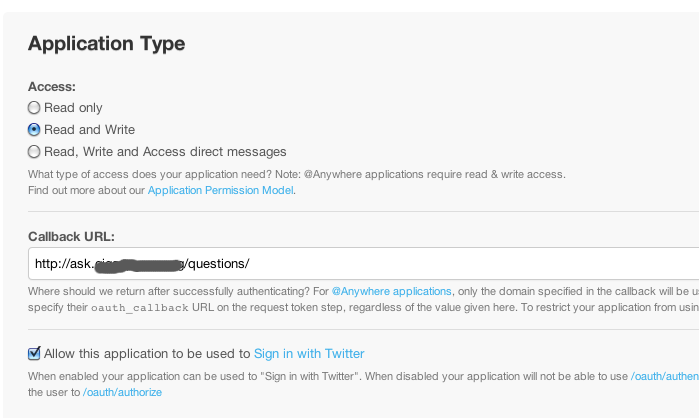 Application Type
Access:
Read only
Read and Write
Read, Write and Access direct messages
What type of access does your application need? Note: @Anywhere applications require read & write access.
Find out more about our Application Permission Model.
Callback URL:
http://ask. /questions/
Where should we return after successfully authenticating? For @Anywhere applications, only the domain specified in the callback will be
specify their oauth_callback URL on the request token step, regardless of the value given here. To restrict your application from
Allow this application to be used to Sign in with Twitter
When enabled your application can be used to "Sign in with Twitter". When disabled your application will not be able to use /oauth/authen
the user to /oauth/authorize